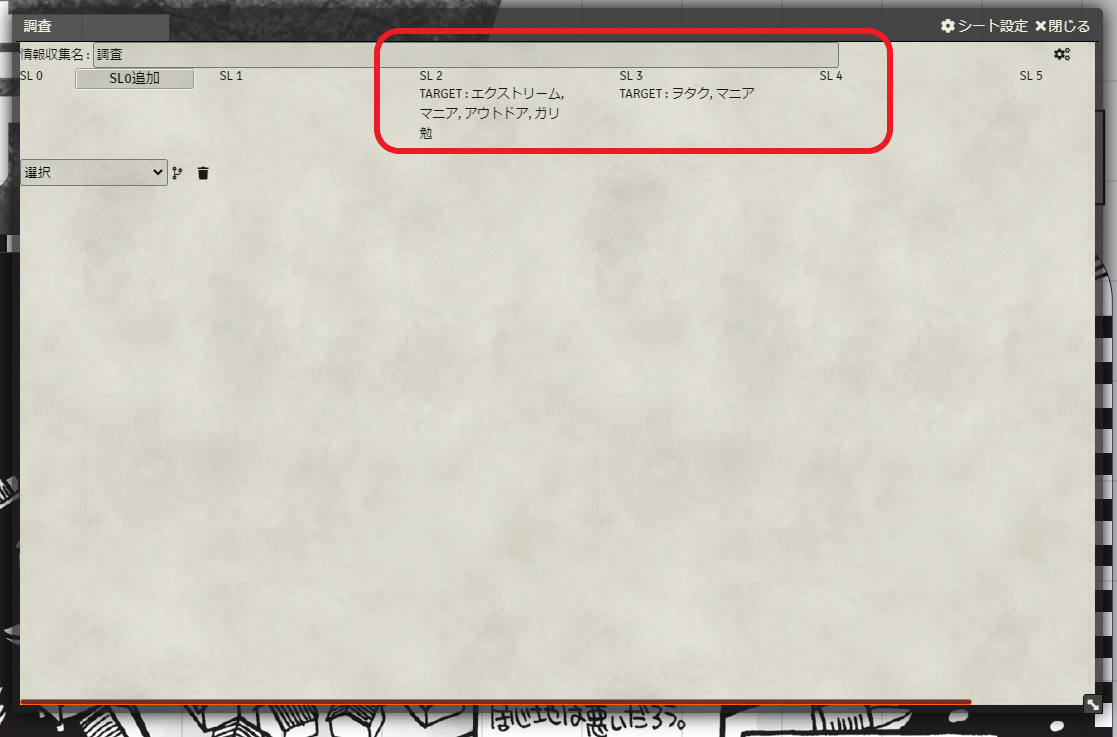 調査
シート設定 閉じる
情報収集名: 調査
SL 0 SL0追加 SL 1 SL 2 SL 3 SL 4 SL 5
TARGET:エクストリーム,
マニア,アウトドア,ガリ
勉
TARGET:ヲタク,マニア
選択
は地は悪いだろう。